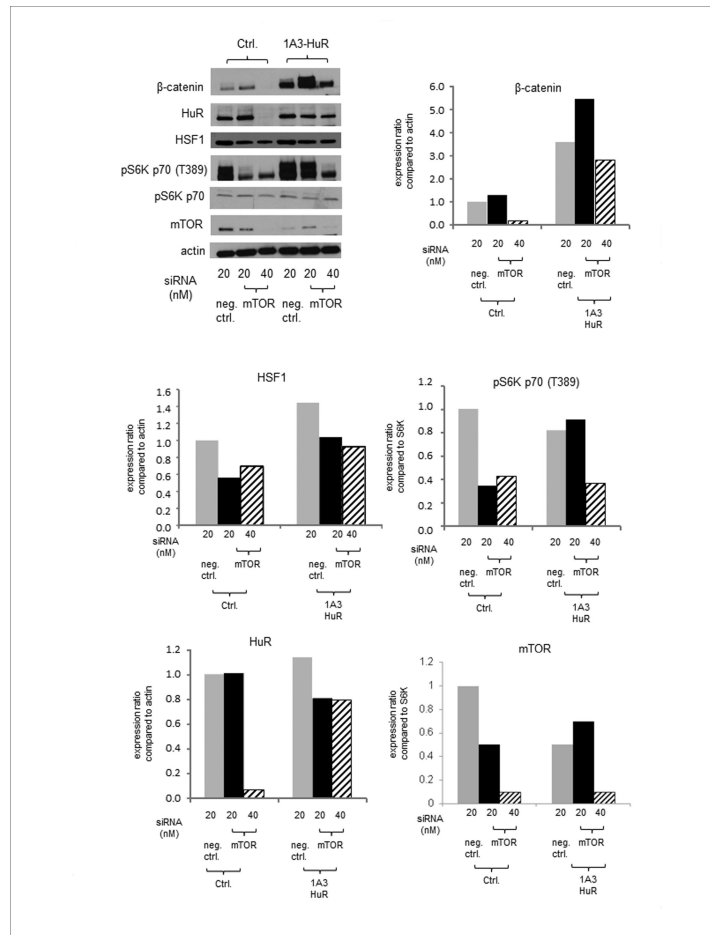 Ctrl. 1A3-HuR
β-catenin
HuR
HSF1
pS6K p70 (T389)
pS6K p70
mTOR
actin
20 20 40 20 20 40
siRNA
(nM)
neg. mTOR neg. mTOR
ctrl. ctrl.
β-catenin
expression ratio
compared to actin
6.0
5.0
4.0
3.0
2.0
1.0
0.0
20 20 40 20 20 40
siRNA
(nM)
neg. mTOR neg. mTOR
ctrl. ctrl.
Ctrl. 1A3
HuR
HSF1
expression ratio
compared to actin
1.6
1.4
1.2
1.0
0.8
0.6
0.4
0.2
0.0
20 20 40 20 20 40
siRNA
(nM)
neg. mTOR neg. mTOR
ctrl. ctrl.
Ctrl. 1A3
HuR
pS6K p70 (T389)
expression ratio
compared to S6K
1.2
1.0
0.8
0.6
0.4
0.2
0.0
20 20 40 20 20 40
siRNA
(nM)
neg. mTOR neg. mTOR
ctrl. ctrl.
Ctrl. 1A3
HuR
HuR
expression ratio
compared to actin
1.2
1.0
0.8
0.6
0.4
0.2
0.0
20 20 40 20 20 40
siRNA
(nM)
neg. mTOR neg. mTOR
ctrl. ctrl.
Ctrl. 1A3
HuR
mTOR
expression ratio
compared to S6K
1.2
1
0.8
0.6
0.4
0.2
0
20 20 40 20 20 40
siRNA
(nM)
neg. mTOR neg. mTOR
ctrl. ctrl.
Ctrl. 1A3
HuR